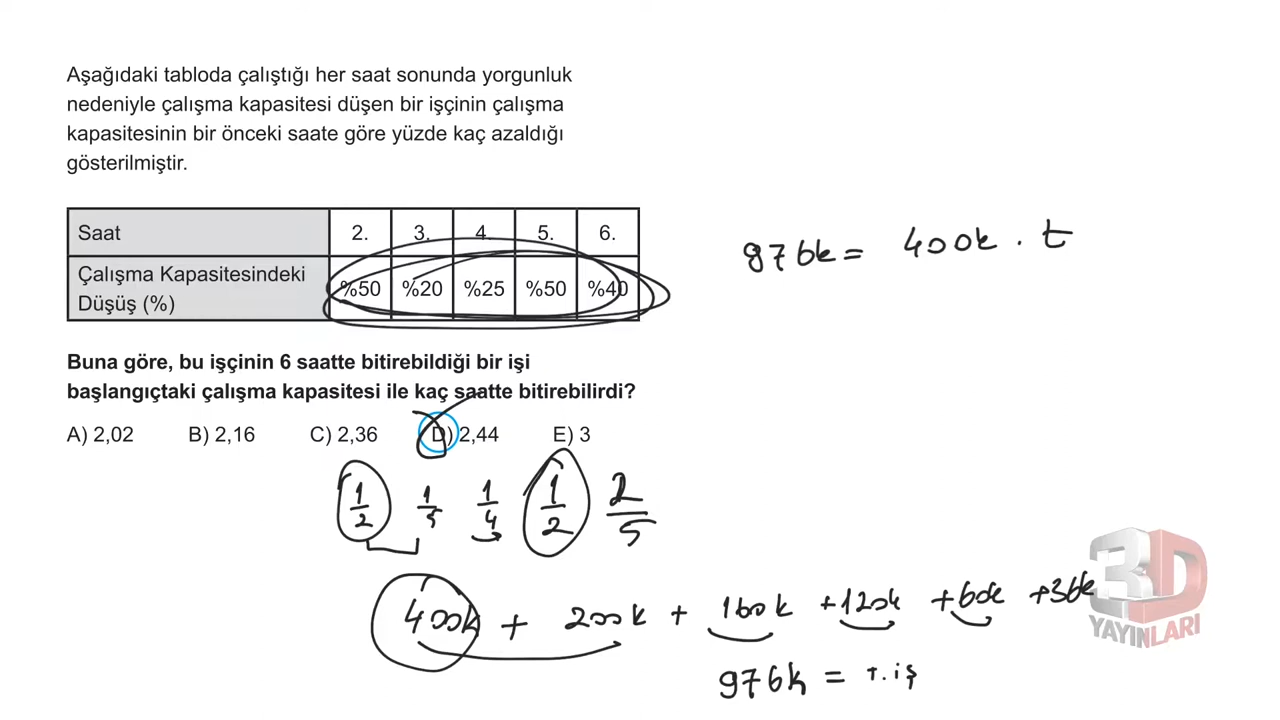 Aşağıdaki tabloda çalıştığı her saat sonunda yorgunluk
nedeniyle çalışma kapasitesi düşen bir işçinin çalışma
kapasitesinin bir önceki saate göre yüzde kaç azaldığı
gösterilmiştir.
Saat 2. 3. 4. 5. 6.
Çalışma Kapasitesindeki
Düşüş (%) %50 %20 %25 %50 %40
976k = 400k . t
Buna göre, bu işçinin 6 saatte bitirebildiği bir işi
başlangıçtaki çalışma kapasitesi ile kaç saatte bitirebilirdi?
A) 2,02 B) 2,16 C) 2,36 D) 2,44 E) 3
1/2 1/5 1/4 1/2 2/5
400k + 200k + 160k +120k +60k +36k
976k = T.iş
3D
YAYINLARI